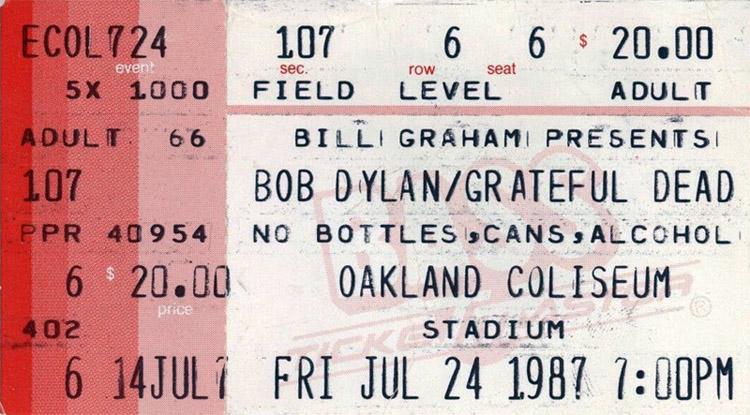 ECOL724 107 6 6 $ 20.00
event sec. row seat
5X 1000 FIELD LEVEL ADULT
ADULT 66 BILL GRAHAM PRESENTS
107 BOB DYLAN/GRATEFUL DEAD
PPR 40954 NO BOTTLES,CANS,ALCOHOL
6 $ 20.00 OAKLAND COLISEUM
price
402 STADIUM
6 14JUL7 FRI JUL 24 1987 7:00PM
BASS
TICKETMASTER ®